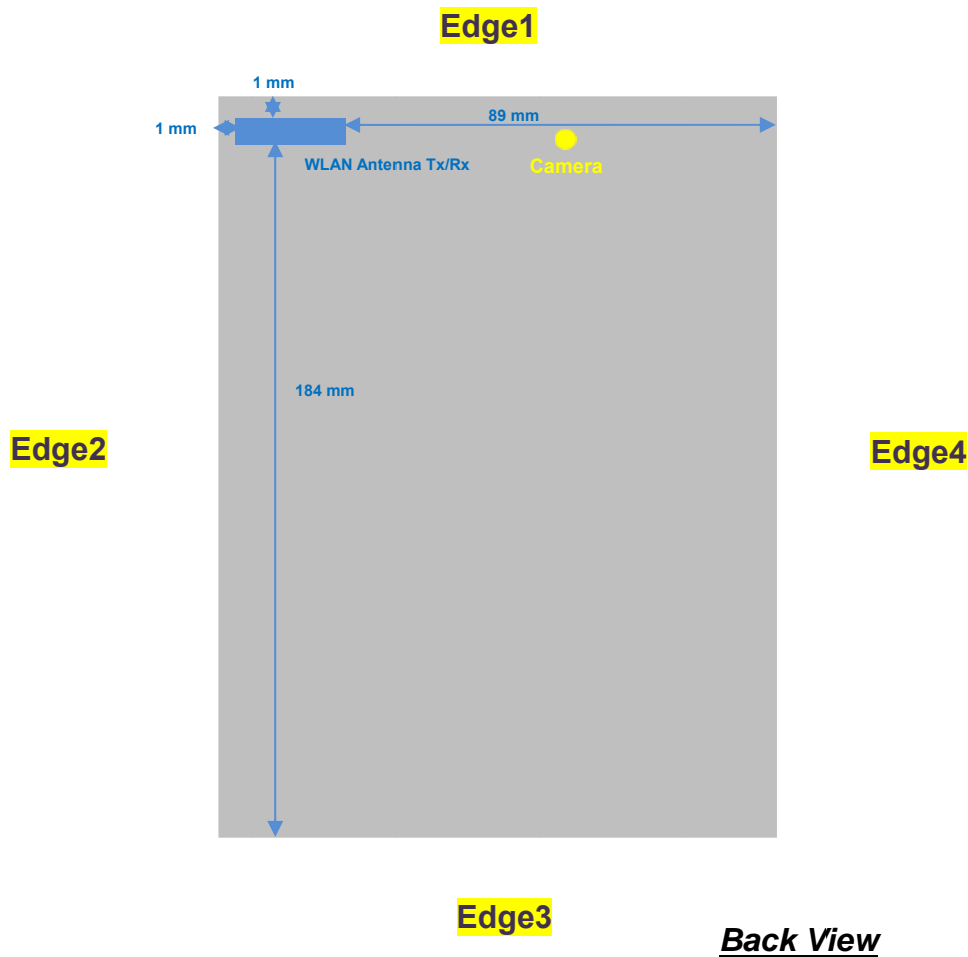 Edge1
1 mm
89 mm
1 mm
WLAN Antenna Tx/Rx
Camera
184 mm
Edge2
Edge4
Edge3
Back View